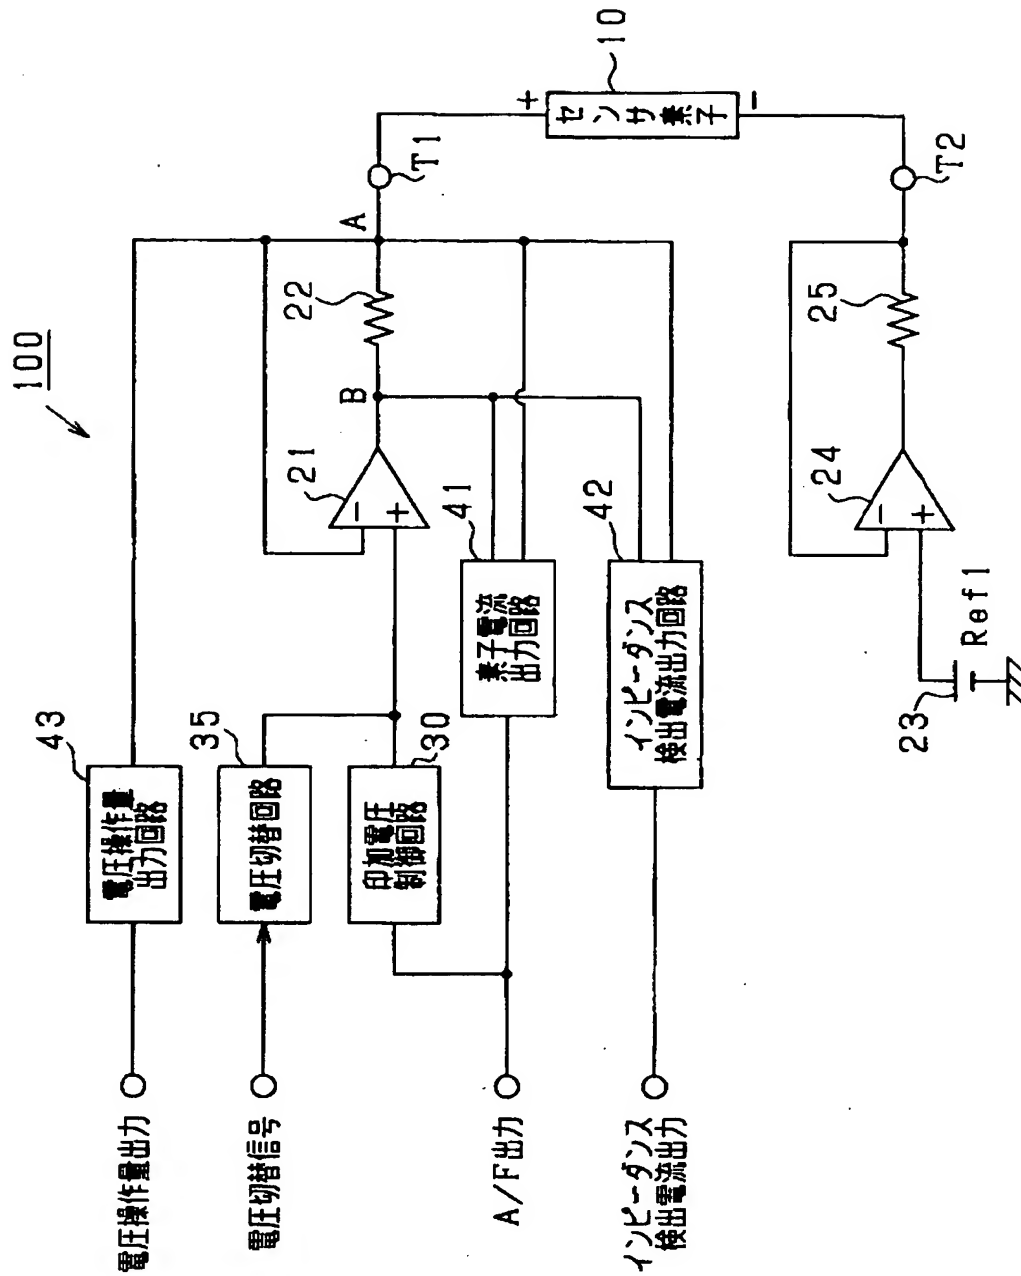 100
電圧操作量出力
電圧操作量
出力回路
43
電圧切替信号
電圧切替回路
35
A/F出力
印加電圧
制御回路
30
素子電流
出力回路
41
インピーダンス
検出電流出力
インピーダンス
検出電流出力回路
42
21
−
+
B
22
A
T1
+
センサ素子
−
10
T2
25
24
−
+
23
Ref1